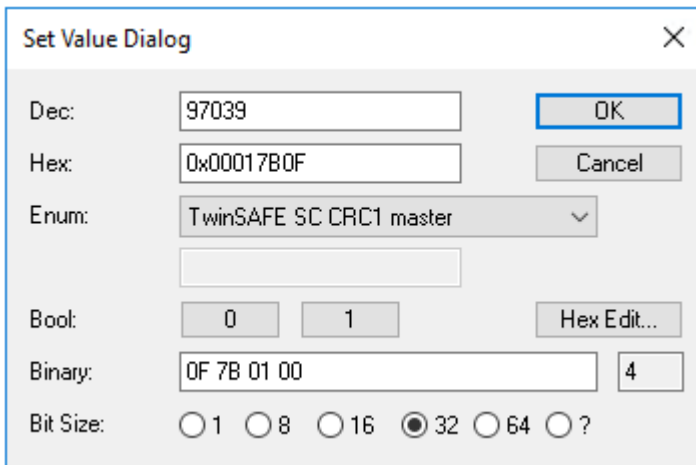 Set Value Dialog
Dec: 97039 OK
Hex: 0x00017B0F Cancel
Enum: TwinSAFE SC CRC1 master
Bool: 0 1 Hex Edit...
Binary: 0F 7B 01 00 4
Bit Size: 1 8 16 32 64 ?